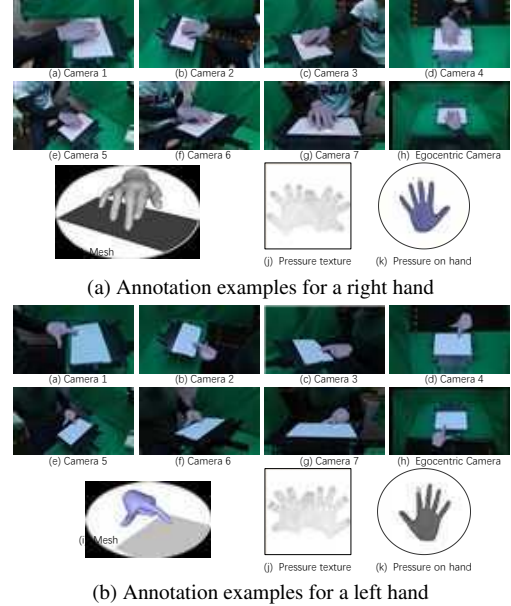 (a) Camera 1
(b) Camera 2
(c) Camera 3
(d) Camera 4
(e) Camera 5
(f) Camera 6
(g) Camera 7
(h) Egocentric Camera
Mesh
(j) Pressure texture
(k) Pressure on hand
(a) Annotation examples for a right hand
(a) Camera 1
(b) Camera 2
(c) Camera 3
(d) Camera 4
(e) Camera 5
(f) Camera 6
(g) Camera 7
(h) Egocentric Camera
(i) Mesh
(j) Pressure texture
(k) Pressure on hand
(b) Annotation examples for a left hand